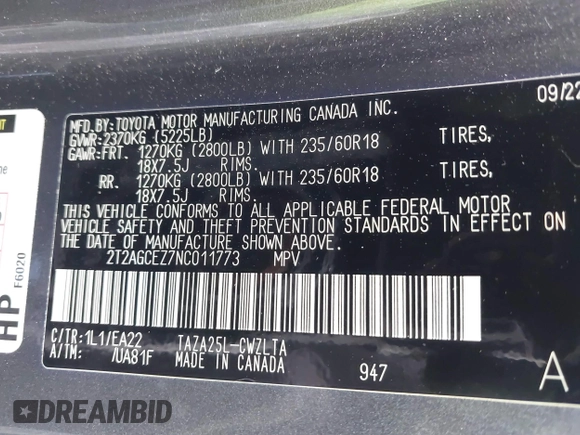 09/22
MFD.BY:TOYOTA MOTOR MANUFACTURING CANADA INC.
GVWR:2370KG (5225LB)
GAWR:FRT. 1270KG (2800LB) WITH 235/60R18 TIRES,
18X7.5J RIMS.
RR. 1270KG (2800LB) WITH 235/60R18 TIRES,
18X7.5J RIMS.
THIS VEHICLE CONFORMS TO ALL APPLICABLE FEDERAL MOTOR
VEHICLE SAFETY AND THEFT PREVENTION STANDARDS IN EFFECT ON
THE DATE OF MANUFACTURE SHOWN ABOVE.
2T2AGCEZ7NC011773 MPV
C/TR:1L1/EA22 TAZA25L-CWZLTA
A/TM: /UA81F MADE IN CANADA
947
A
HP
F6020
DREAMBID